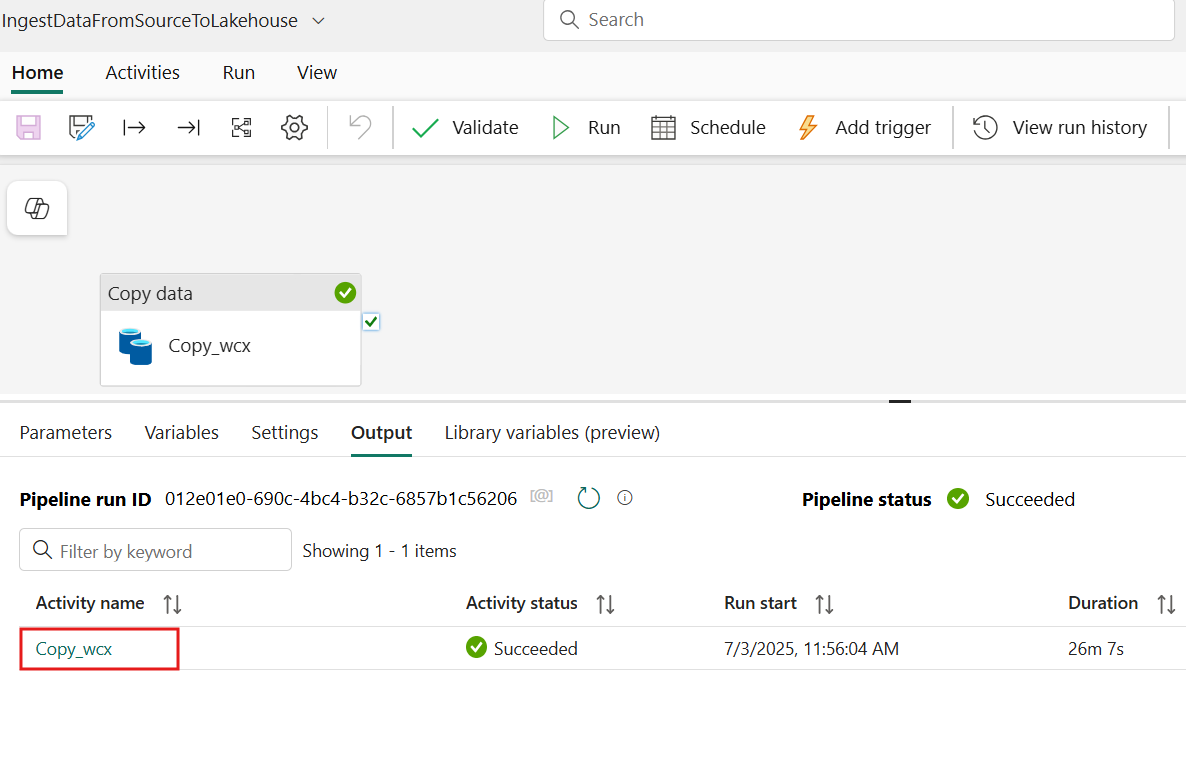 IngestDataFromSourceToLakehouse
Search
Home Activities Run View
Validate Run Schedule Add trigger View run history
Copy data
Copy_wcx
Parameters Variables Settings Output Library variables (preview)
Pipeline run ID 012e01e0-690c-4bc4-b32c-6857b1c56206 [@] Pipeline status Succeeded
Filter by keyword Showing 1 - 1 items
Activity name Activity status Run start Duration
Copy_wcx Succeeded 7/3/2025, 11:56:04 AM 26m 7s